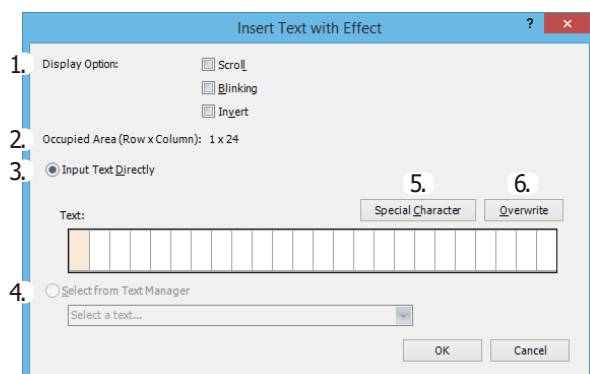 Insert Text with Effect ? ×
1. Display Option: Scroll
Blinking
Invert
2. Occupied Area (Row x Column): 1 x 24
3. Input Text Directly
5. 6.
Text: Special Character Overwrite
4. Select from Text Manager
Select a text...
OK Cancel